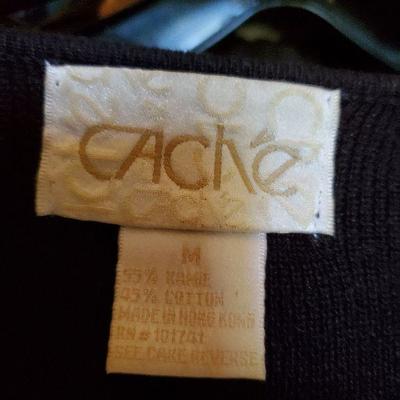 CAChé
M
55% RAMIE
45% COTTON
MADE IN HONG KONG
RN# 101741
SEE CARE REVERSE